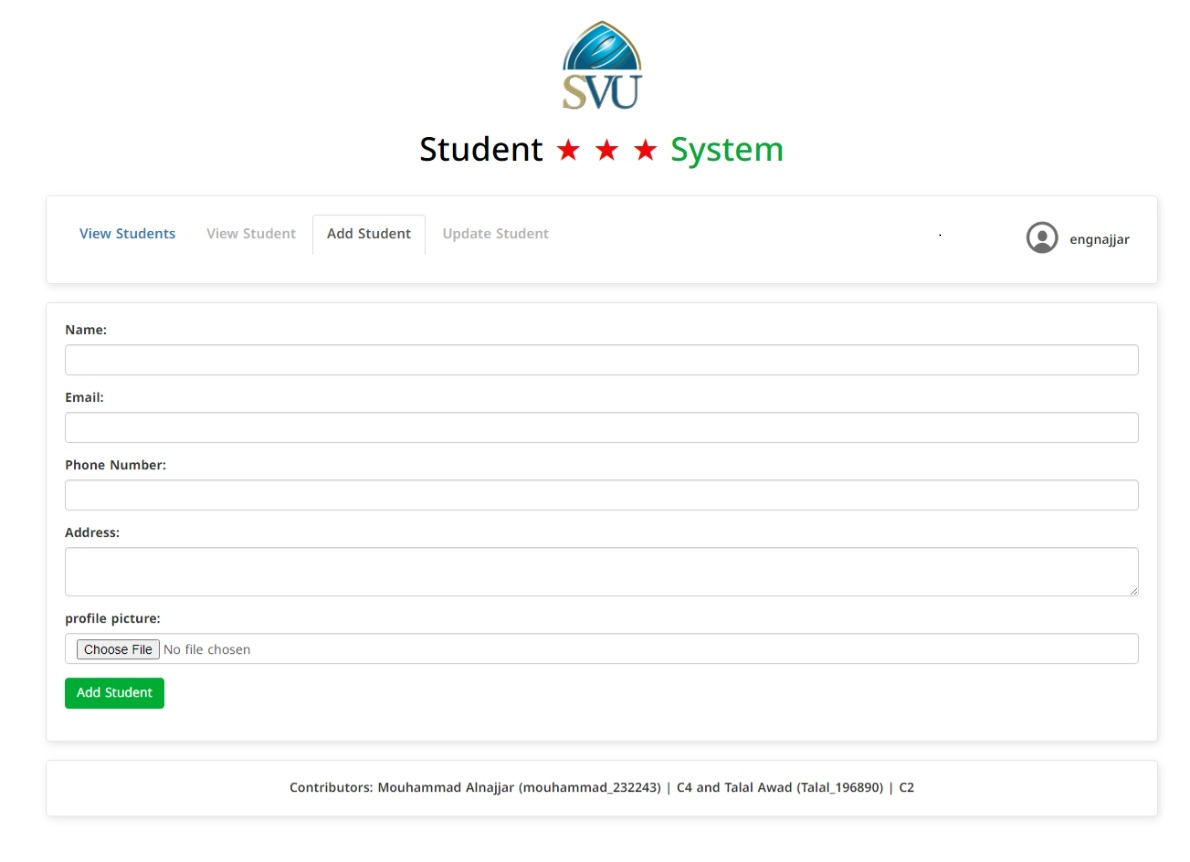 SVU
Student ★ ★ ★ System
View Students View Student Add Student Update Student . engnajjar
Name:
Email:
Phone Number:
Address:
profile picture:
Choose File No file chosen
Add Student
Contributors: Mouhammad Alnajjar (mouhammad_232243) | C4 and Talal Awad (Talal_196890) | C2